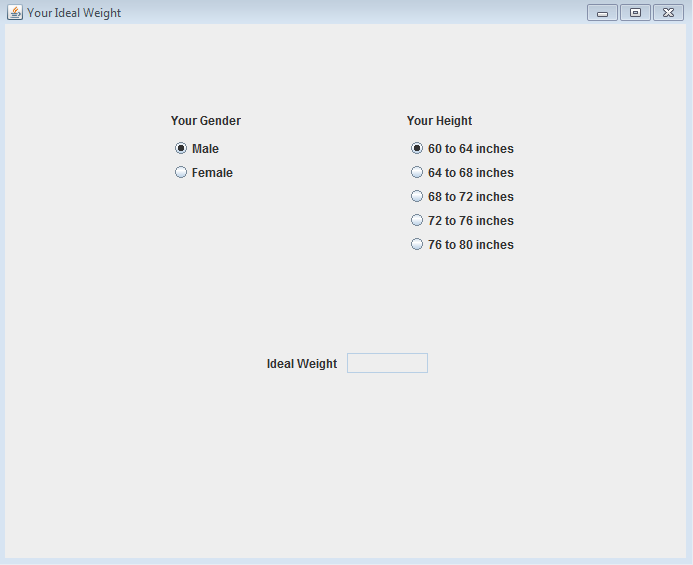 Your Ideal Weight
Your Gender
Male
Female
Your Height
60 to 64 inches
64 to 68 inches
68 to 72 inches
72 to 76 inches
76 to 80 inches
Ideal Weight